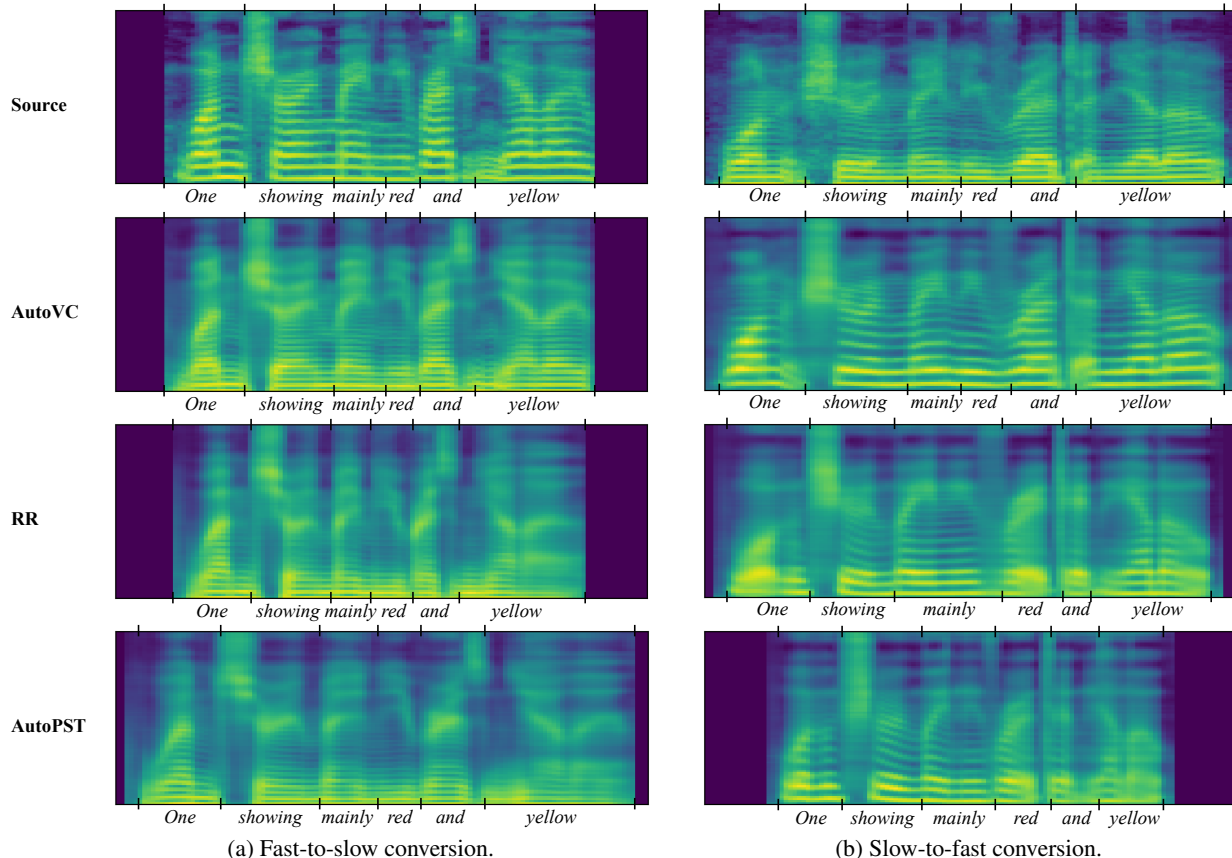 Source
One showing mainly red and yellow
One showing mainly red and yellow
AutoVC
One showing mainly red and yellow
One showing mainly red and yellow
RR
One showing mainly red and yellow
One showing mainly red and yellow
AutoPST
One showing mainly red and yellow
One showing mainly red and yellow
(a) Fast-to-slow conversion.
(b) Slow-to-fast conversion.